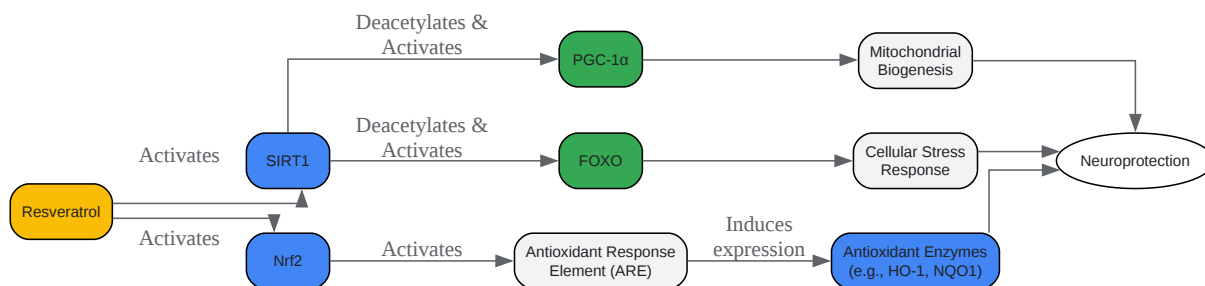 Deacetylates &
Activates
PGC-1α
Mitochondrial
Biogenesis
Activates
SIRT1
Deacetylates &
Activates
FOXO
Cellular Stress
Response
Neuroprotection
Resveratrol
Activates
Nrf2
Activates
Antioxidant Response
Element (ARE)
Induces
expression
Antioxidant Enzymes
(e.g., HO-1, NQO1)